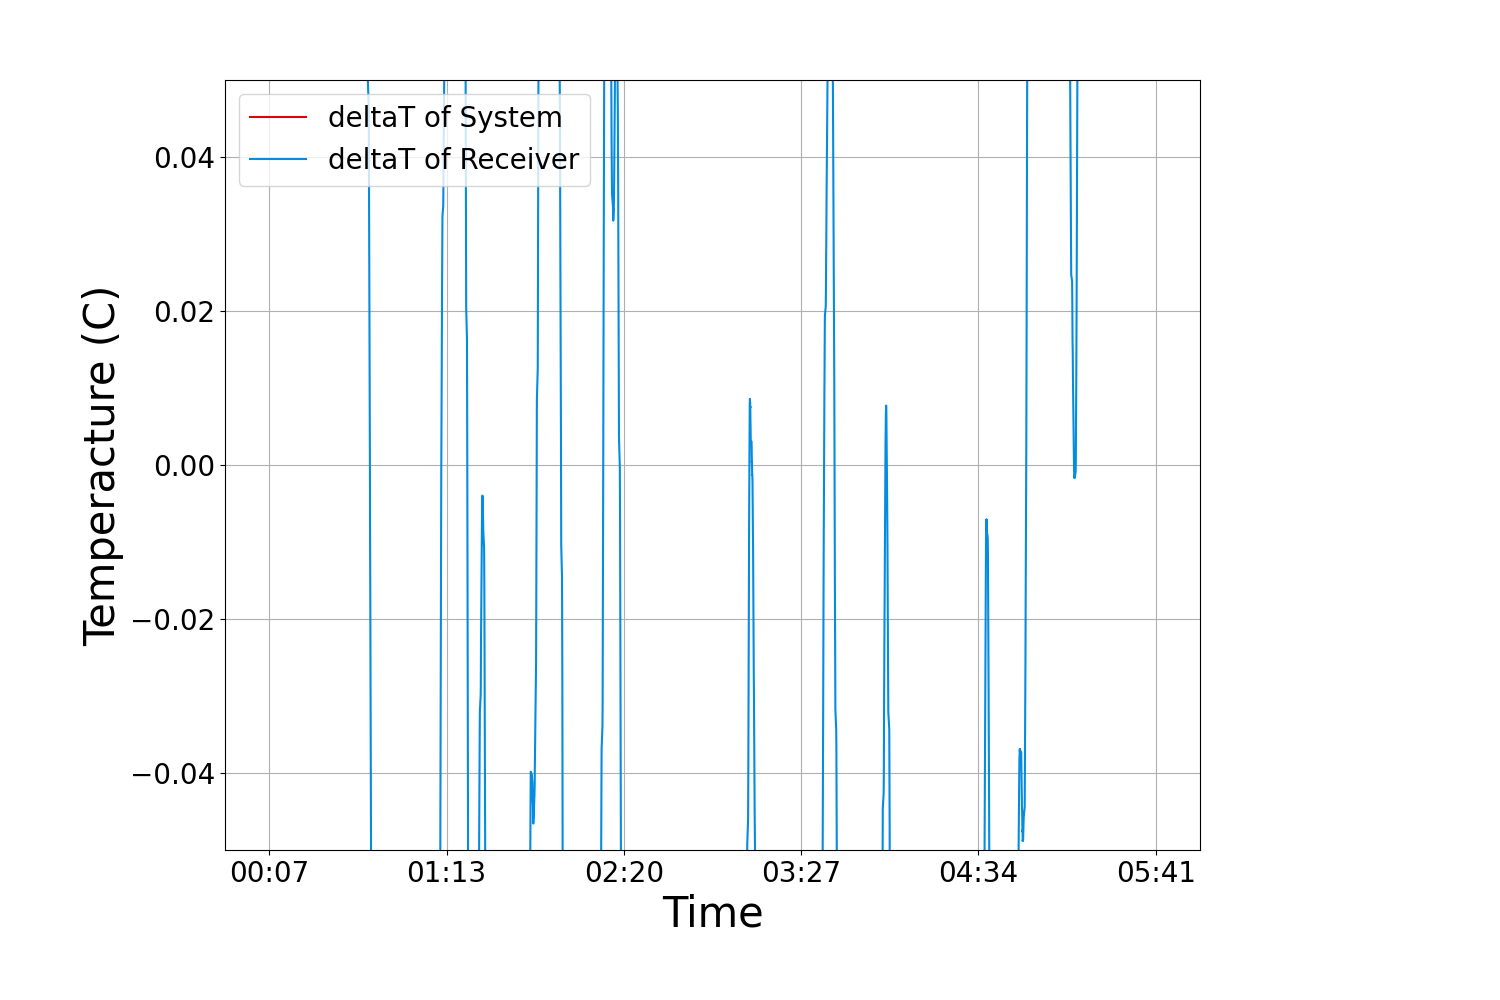 deltaT of System
deltaT of Receiver
0.04
0.02
0.00
−0.02
−0.04
Temperacture (C)
00:07 01:13 02:20 03:27 04:34 05:41
Time